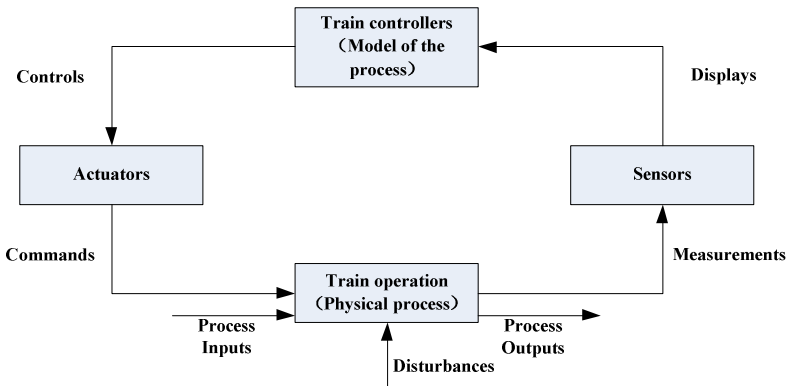 Train controllers
（Model of the
process）
Controls
Displays
Actuators
Sensors
Commands
Measurements
Train operation
（Physical process）
Process
Inputs
Process
Outputs
Disturbances